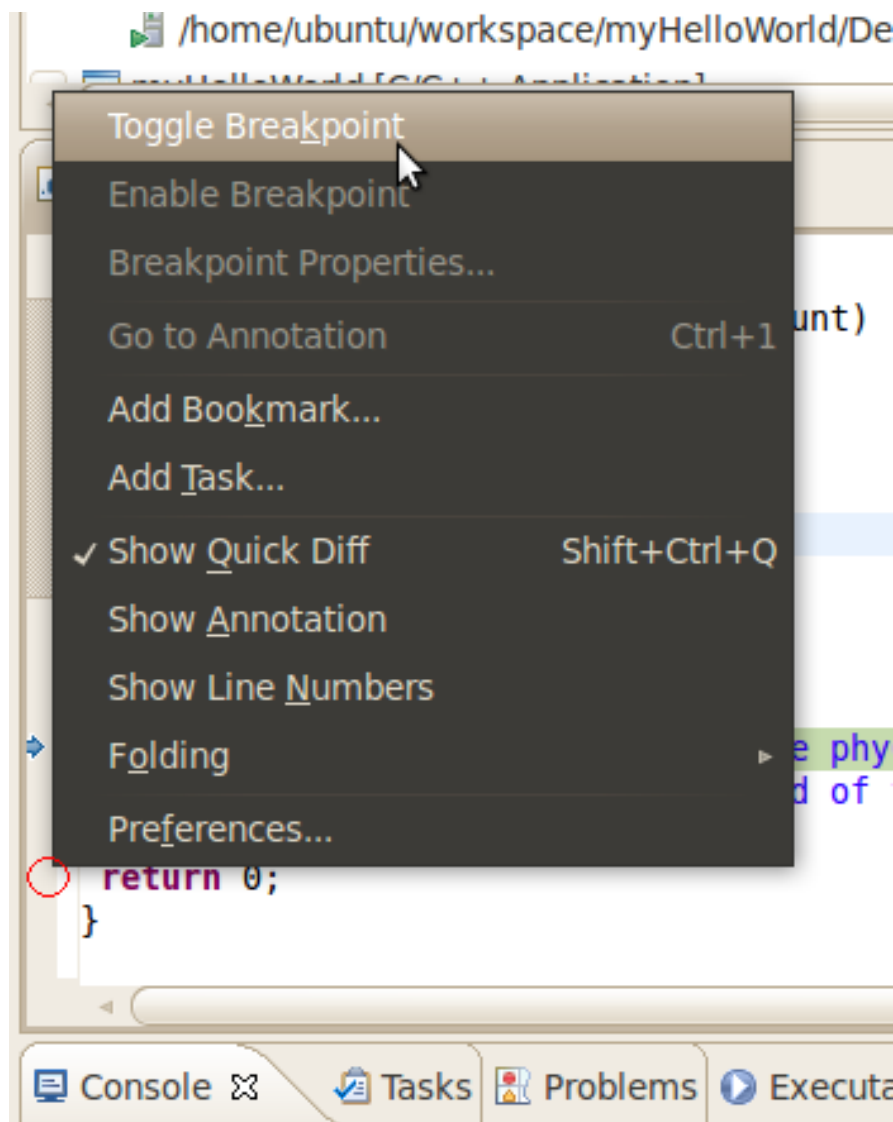 /home/ubuntu/workspace/myHelloWorld/De
myHelloWorld [C/C++ Application]
Toggle Breakpoint
Enable Breakpoint
Breakpoint Properties...
unt)
Go to Annotation Ctrl+1
Add Bookmark...
Add Task...
Show Quick Diff Shift+Ctrl+Q
Show Annotation
Show Line Numbers
Folding
e phy
d of
Preferences...
return 0;
}
Console Tasks Problems Executa